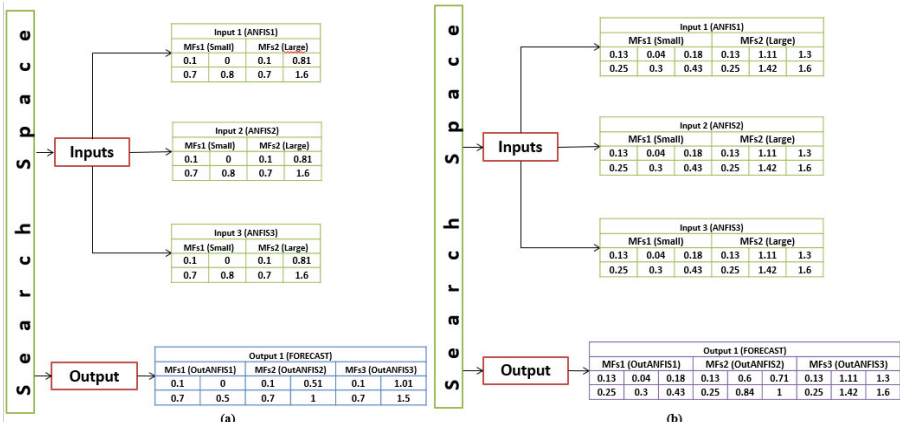 Search Space
Inputs
Input 1 (ANFIS1)
MFs1 (Small) MFs2 (Large)
0.1 0 0.1 0.81
0.7 0.8 0.7 1.6
Input 2 (ANFIS2)
MFs1 (Small) MFs2 (Large)
0.1 0 0.1 0.81
0.7 0.8 0.7 1.6
Input 3 (ANFIS3)
MFs1 (Small) MFs2 (Large)
0.1 0 0.1 0.81
0.7 0.8 0.7 1.6
Output
Output 1 (FORECAST)
MFs1 (OutANFIS1) MFs2 (OutANFIS2) MFs3 (OutANFIS3)
0.1 0 0.1 0.51 0.1 1.01
0.7 0.5 0.7 1 0.7 1.5
(a)
Search Space
Inputs
Input 1 (ANFIS1)
MFs1 (Small) MFs2 (Large)
0.13 0.04 0.18 0.13 1.11 1.3
0.25 0.3 0.43 0.25 1.42 1.6
Input 2 (ANFIS2)
MFs1 (Small) MFs2 (Large)
0.13 0.04 0.18 0.13 1.11 1.3
0.25 0.3 0.43 0.25 1.42 1.6
Input 3 (ANFIS3)
MFs1 (Small) MFs2 (Large)
0.13 0.04 0.18 0.13 1.11 1.3
0.25 0.3 0.43 0.25 1.42 1.6
Output
Output 1 (FORECAST)
MFs1 (OutANFIS1) MFs2 (OutANFIS2) MFs3 (OutANFIS3)
0.13 0.04 0.18 0.13 0.6 0.71 0.13 1.11 1.3
0.25 0.3 0.43 0.25 0.84 1 0.25 1.42 1.6
(b)